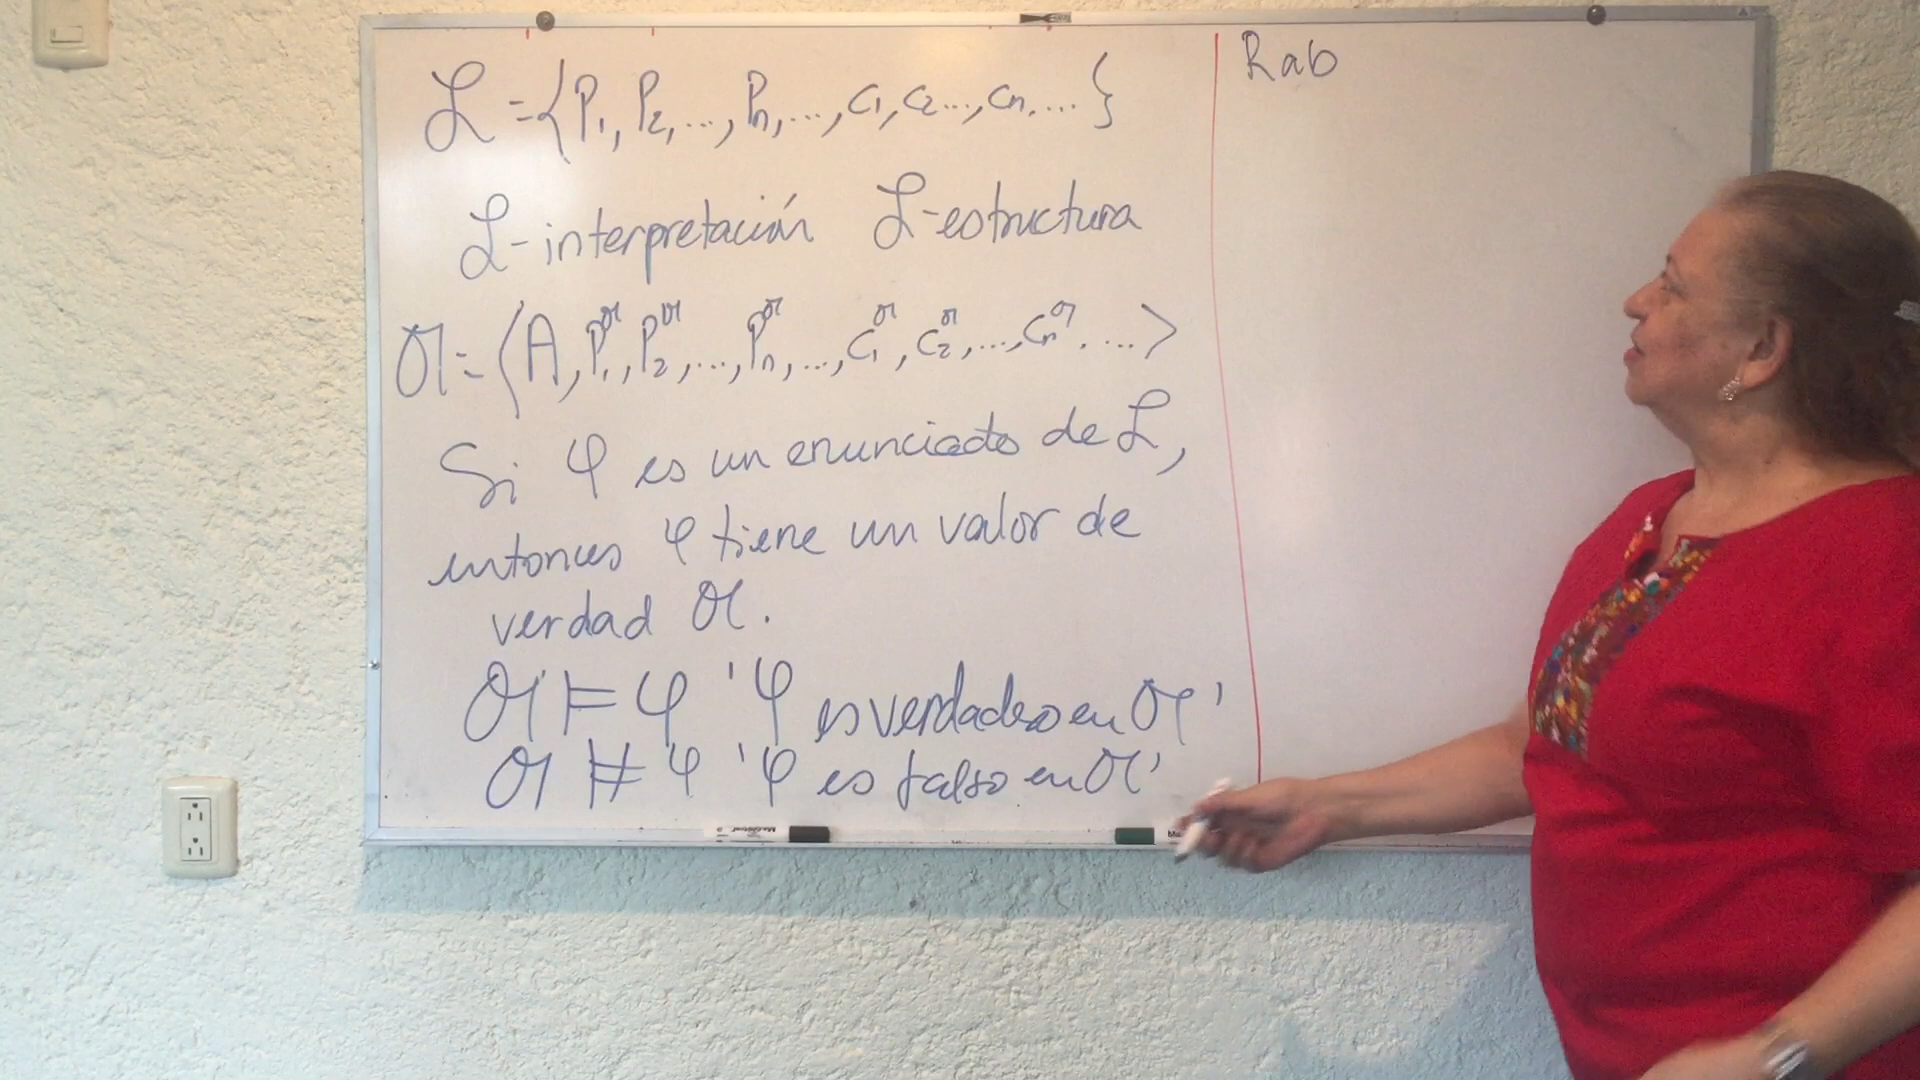 ℒ = {P₁, P₂, ..., Pₙ, ..., c₁, c₂ ..., cₙ, ... }
ℒ-interpretación ℒ-estructura
𝔄 = ⟨A, P₁^𝔄, P₂^𝔄, ..., Pₙ^𝔄, ..., c₁^𝔄, c₂^𝔄, ..., cₙ^𝔄, ...⟩
Si φ es un enunciado de ℒ,
entonces φ tiene un valor de
verdad 𝔄.
𝔄 ⊨ φ 'φ es verdadero en 𝔄'
𝔄 ⊭ φ 'φ es falso en 𝔄'
Rab